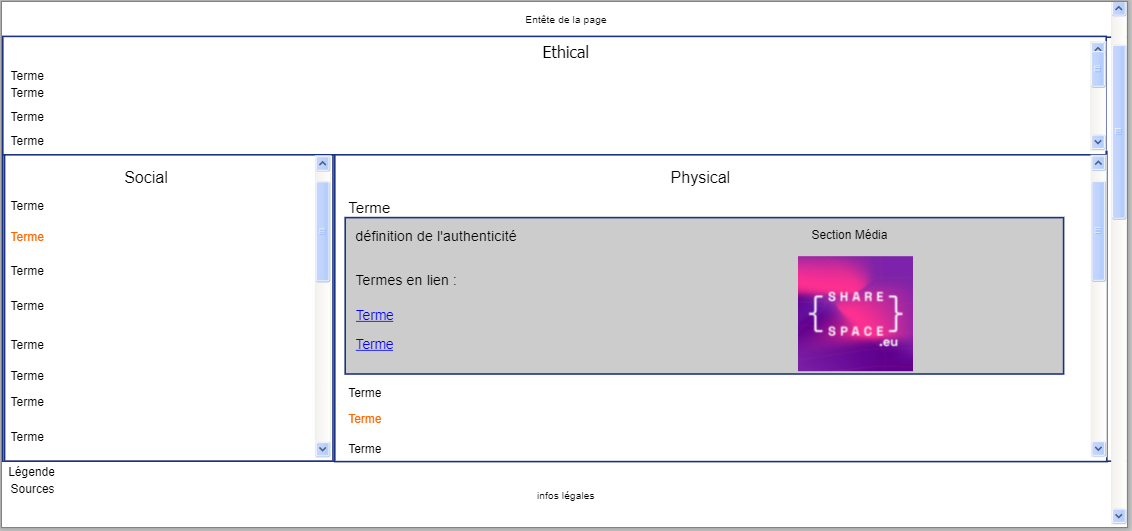 Entête de la page
Ethical
Terme
Terme
Terme
Terme
Social
Terme
Terme
Terme
Terme
Terme
Terme
Terme
Terme
Physical
Terme
définition de l'authenticité
Termes en lien :
Terme
Terme
Section Média
SHARE
SPACE
.eu
Terme
Terme
Terme
Légende
Sources
infos légales